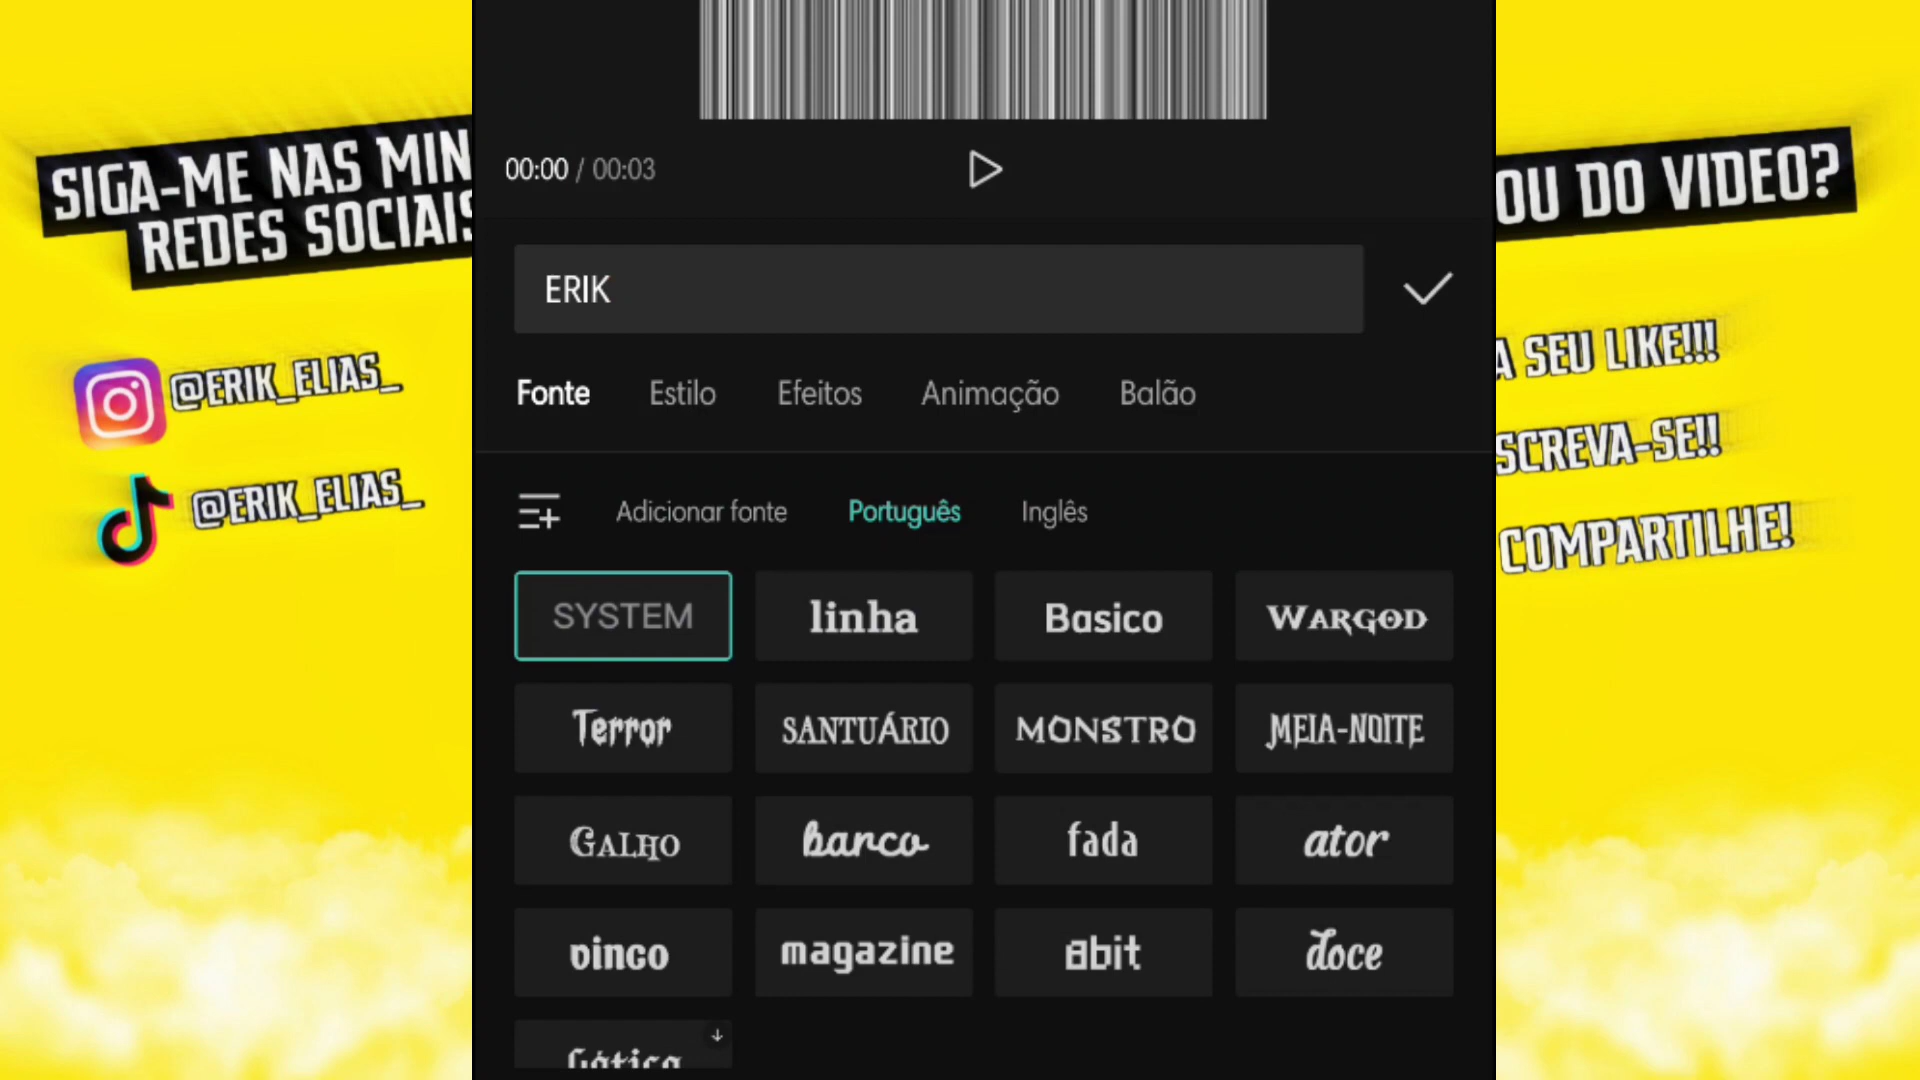 SIGA-ME NAS MIN
REDES SOCIAIS
@ERIK_ELIAS_
@ERIK_ELIAS_
00:00 / 00:03
ERIK
Fonte Estilo Efeitos Animação Balão
Adicionar fonte Português Inglês
SYSTEM linha Basico WARGOD
Terror SANTUÁRIO MONSTRO MEIA-NOITE
GALHO barco fada ator
vinco magazine 8bit doce
Gótica
OU DO VIDEO?
A SEU LIKE!!!
SCREVA-SE!!
COMPARTILHE!